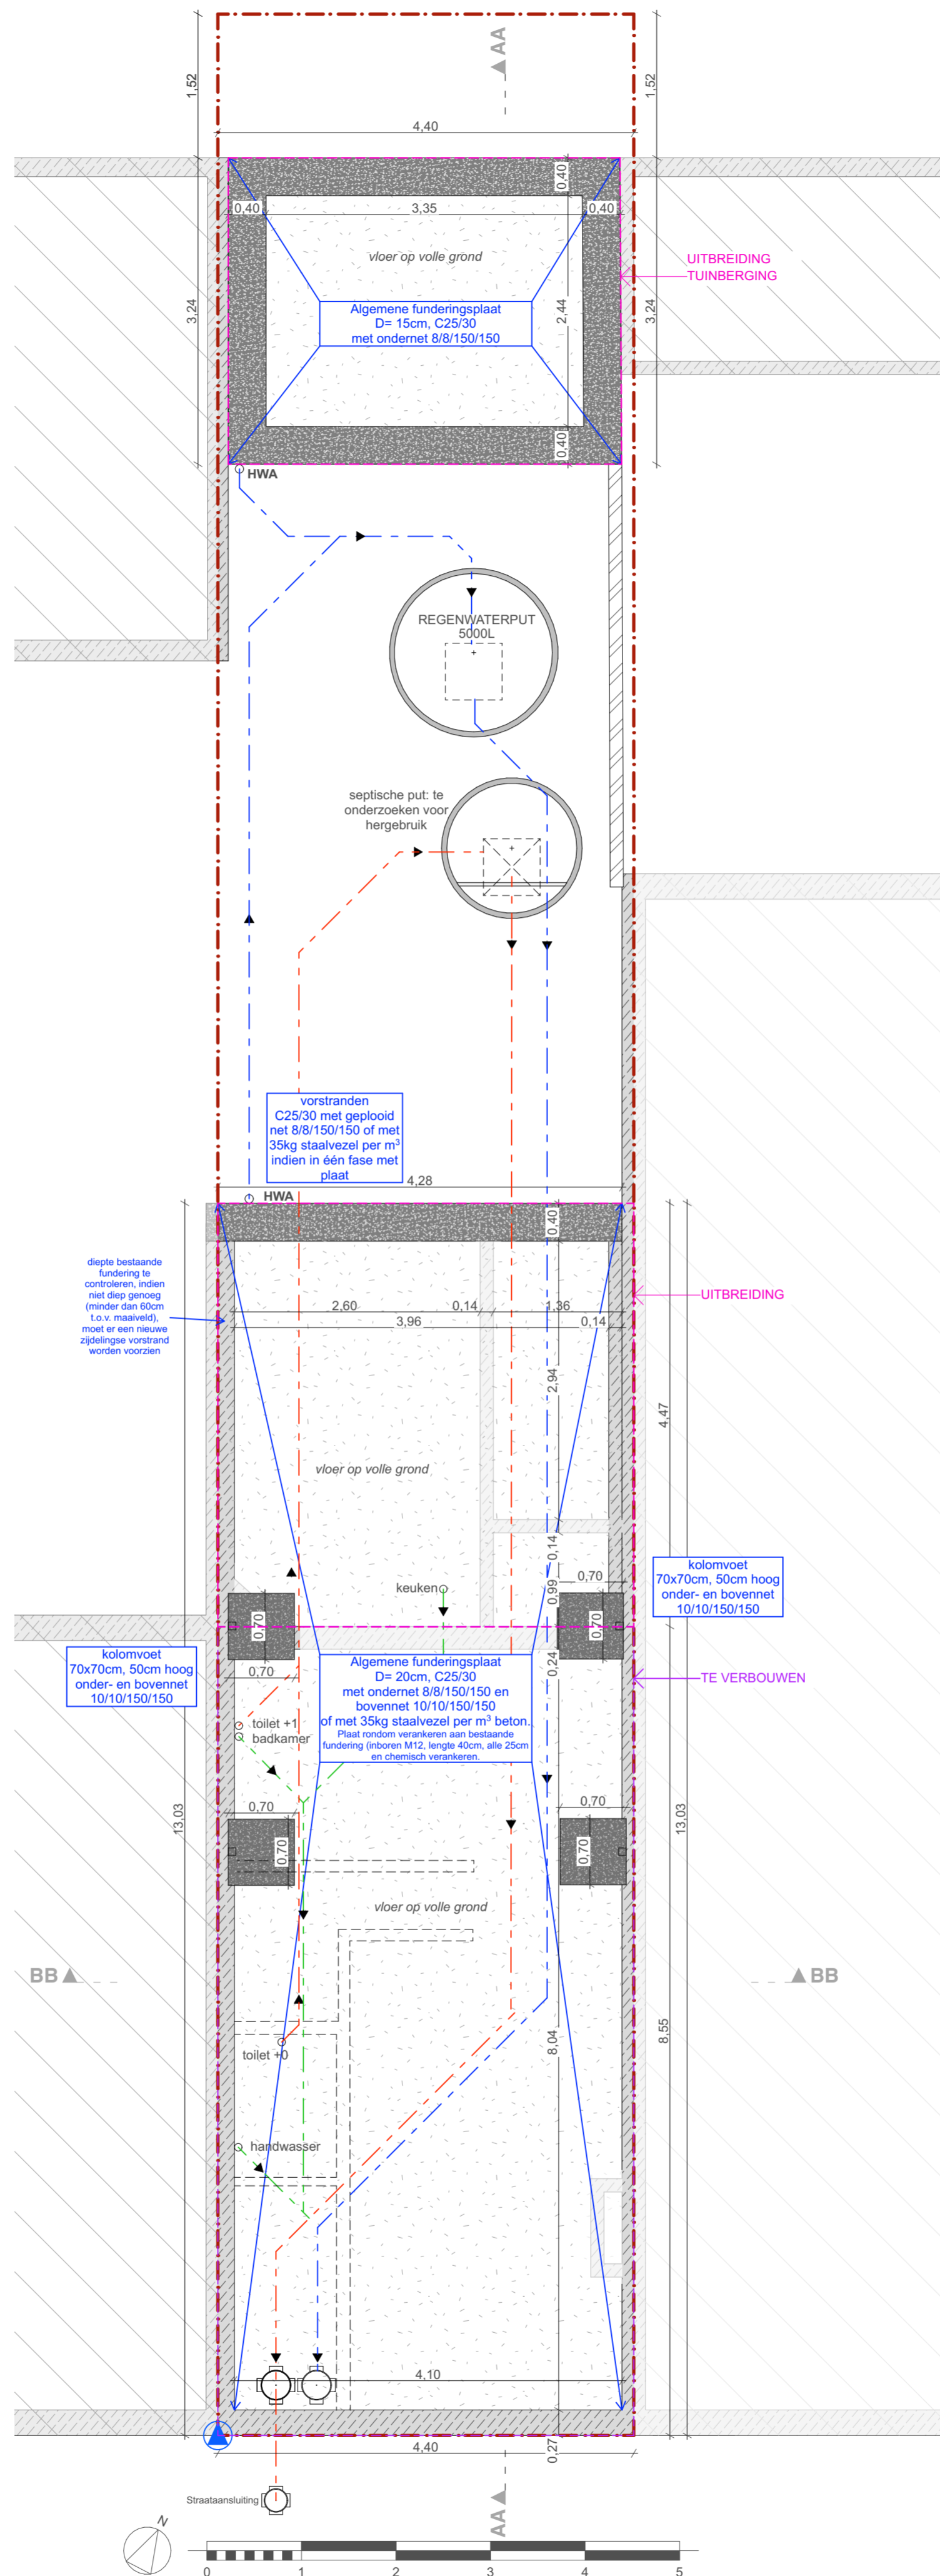 AA
1,52
1,52
4,40
0,40
0,40
3,35
0,40
vloer op volle grond
UITBREIDING
TUINBERGING
3,24
2,44
3,24
Algemene funderingsplaat
D= 15cm, C25/30
met ondernet 8/8/150/150
0,40
HWA
REGENWATERPUT
5000L
septische put: te
onderzoeken voor
hergebruik
vorstranden
C25/30 met geplooid
net 8/8/150/150 of met
35kg staalvezel per m³
indien in één fase met
plaat
4,28
HWA
0,40
diepte bestaande
fundering te
controleren, indien
niet diep genoeg
(minder dan 60cm
t.o.v. maaiveld),
moet er een nieuwe
zijdelingse vorstrand
worden voorzien
UITBREIDING
2,60
0,14
1,36
3,96
0,14
2,94
4,47
vloer op volle grond
0,14
kolomvoet
70x70cm, 50cm hoog
onder- en bovennet
10/10/150/150
0,70
0,99
keuken
0,70
0,70
kolomvoet
70x70cm, 50cm hoog
onder- en bovennet
10/10/150/150
0,70
0,24
Algemene funderingsplaat
D= 20cm, C25/30
met ondernet 8/8/150/150 en
bovennet 10/10/150/150
of met 35kg staalvezel per m³ beton.
Plaat rondom verankeren aan bestaande
fundering (inboren M12, lengte 40cm, alle 25cm
en chemisch verankeren.
TE VERBOUWEN
toilet +1
badkamer
13,03
0,70
0,70
13,03
0,70
0,70
vloer op volle grond
BB
BB
toilet +0
8,04
8,55
handwasser
4,10
4,40
0,27
Straataansluiting
AA
N
0 1 2 3 4 5